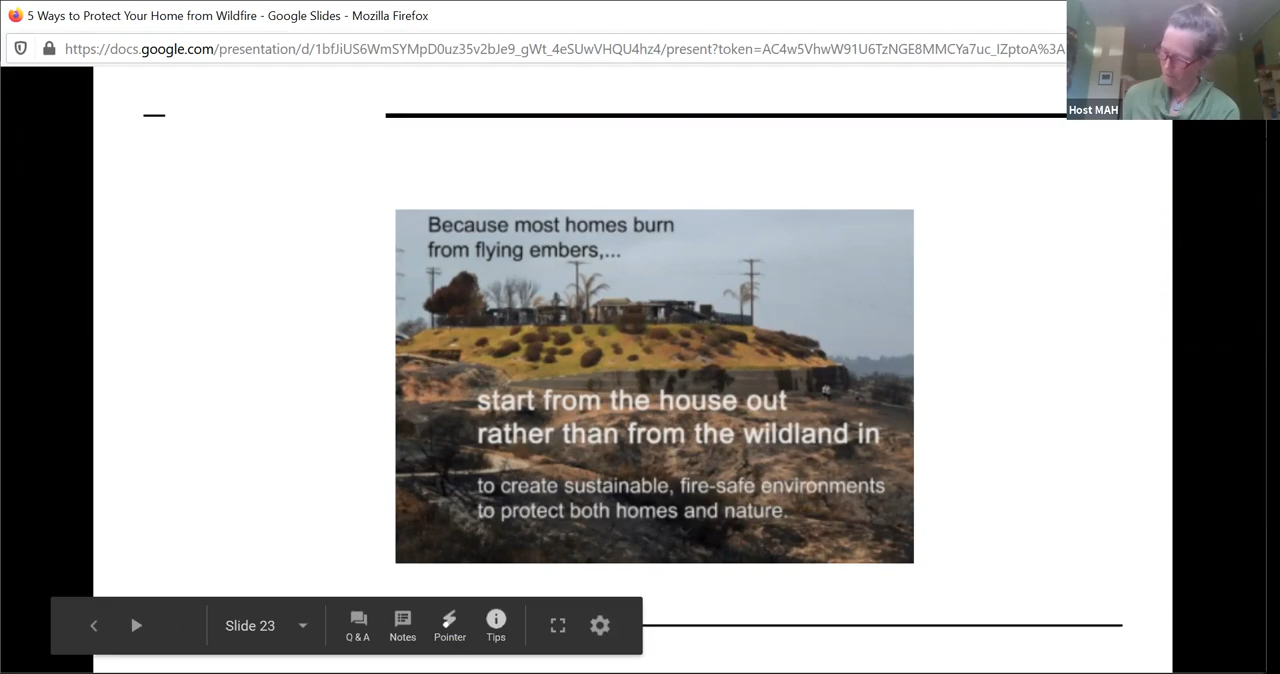 5 Ways to Protect Your Home from Wildfire - Google Slides - Mozilla Firefox
https://docs.google.com/presentation/d/1bfJiUS6WmSYMpD0uz35v2bJe9_gWt_4eSUwVHQU4hz4/present?token=AC4w5VhwW91U6TzNGE8MMCYa7uc_IZptoA%3A
Host MAH
Because most homes burn
from flying embers,...
start from the house out
rather than from the wildland in
to create sustainable, fire-safe environments
to protect both homes and nature.
Slide 23
Q & A
Notes
Pointer
Tips